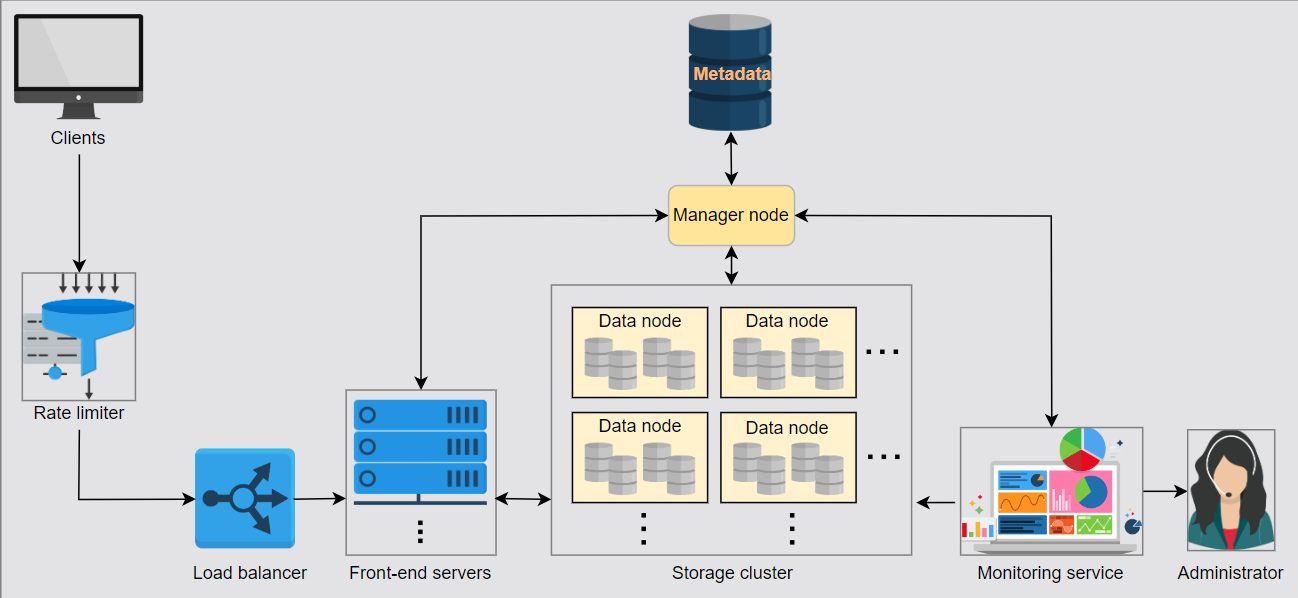 Metadata
Clients
Manager node
Data node
Data node
Rate limiter
Data node
Data node
Load balancer
Front-end servers
Storage cluster
Monitoring service
Administrator